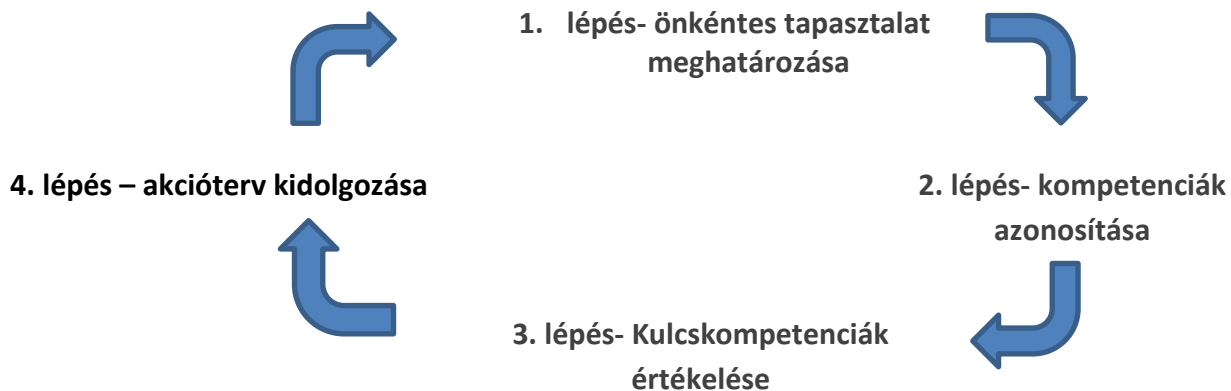 1. lépés- önkéntes tapasztalat
meghatározása
2. lépés- kompetenciák
azonosítása
3. lépés- Kulcskompetenciák
értékelése
4. lépés – akcióterv kidolgozása